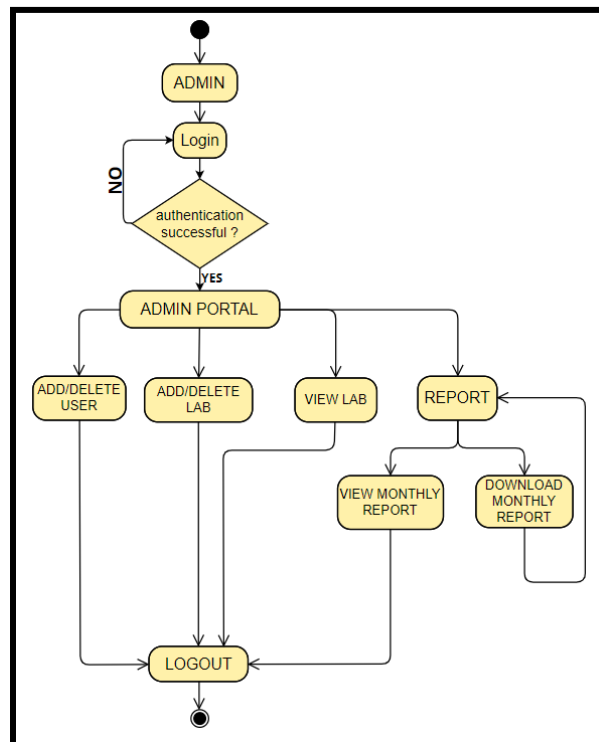 ADMIN
Login
NO
authentication
successful ?
YES
ADMIN PORTAL
ADD/DELETE
USER
ADD/DELETE
LAB
VIEW LAB
REPORT
VIEW MONTHLY
REPORT
DOWNLOAD
MONTHLY
REPORT
LOGOUT